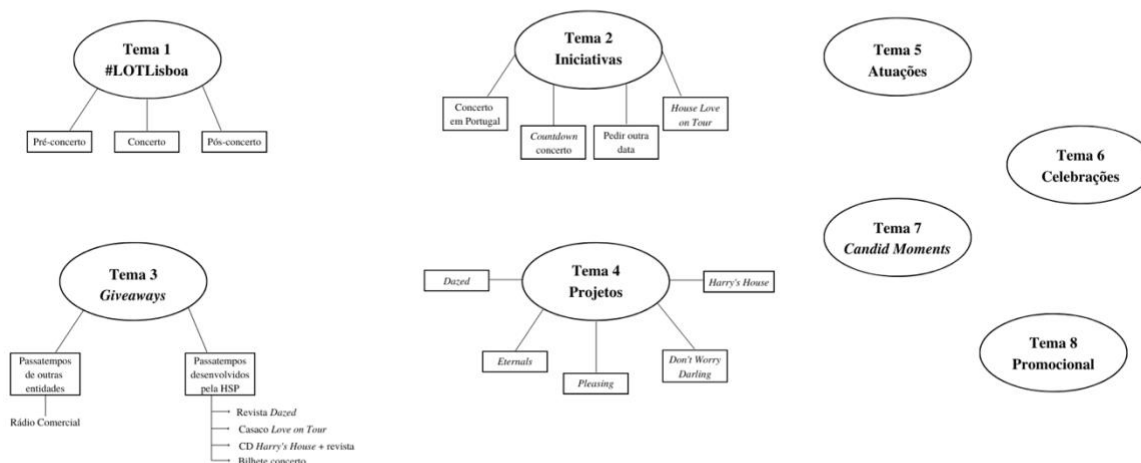 Tema 1
#LOTLisboa
Pré-concerto
Concerto
Pós-concerto
Tema 2
Iniciativas
Concerto
em Portugal
Countdown
concerto
Pedir outra
data
House Love
on Tour
Tema 5
Atuações
Tema 6
Celebrações
Tema 7
Candid Moments
Tema 8
Promocional
Tema 3
Giveaways
Passatempos
de outras
entidades
Rádio Comercial
Passatempos
desenvolvidos
pela HSP
Revista Dazed
Casaco Love on Tour
CD Harry's House + revista
Bilhete concerto
Tema 4
Projetos
Dazed
Eternals
Pleasing
Don't Worry
Darling
Harry's House